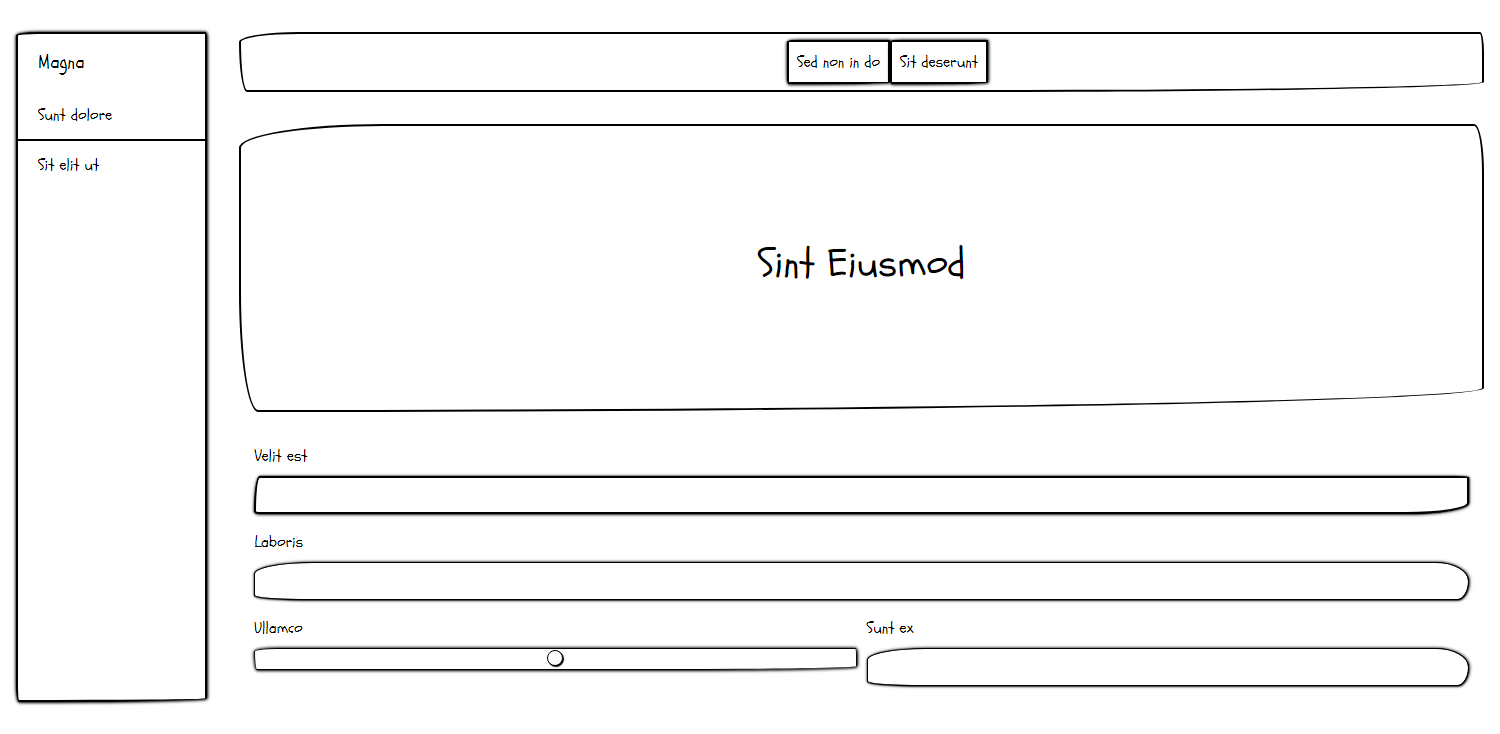 Magna
Sunt dolore
Sit elit ut
Sed non in do
Sit deserunt
Sint Eiusmod
Velit est
Laboris
Ullamco
Sunt ex